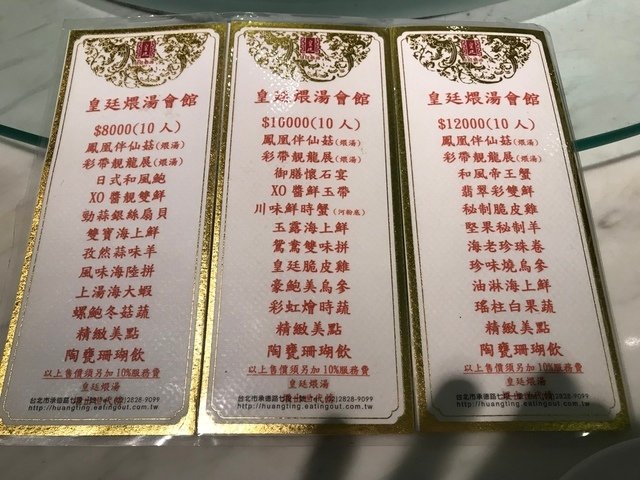 皇廷煨湯會館
$8000(10人)
鳳凰伴仙菇(煨湯)
彩帶靚龍展(煨湯)
日式和風鮑
XO醬靚雙鮮
勁蒜銀絲扇貝
雙寶海上鮮
孜然蒜味羊
風味海陸拼
上湯海大蝦
螺鮑冬菇蔬
精緻美點
陶甕珊瑚飲
以上售價須另加10%服務費
皇廷煨湯
http://huangting.eatingout.com.tw
皇廷煨湯會館
$16000(10人)
鳳凰伴仙菇(煨湯)
彩帶靚龍展(煨湯)
御膳懷石宴
XO醬鮮玉帶
川味鮮時蟹(河粉底)
玉露海上鮮
鴛鴦雙味拼
皇廷脆皮雞
豪鮑美烏參
彩虹燴時蔬
精緻美點
陶甕珊瑚飲
以上售價須另加10%服務費
皇廷煨湯
http://huangting.eatingout.com.tw
皇廷煨湯會館
$12000(10人)
鳳凰伴仙菇(煨湯)
彩帶靚龍展(煨湯)
和風帝王蟹
翡翠彩雙鮮
秘制脆皮雞
堅果秘制羊
海老珍珠卷
珍味燒烏參
油淋海上鮮
瑤柱白果蔬
精緻美點
陶甕珊瑚飲
以上售價須另加10%服務費
皇廷煨湯
http://huangting.eatingout.com.tw